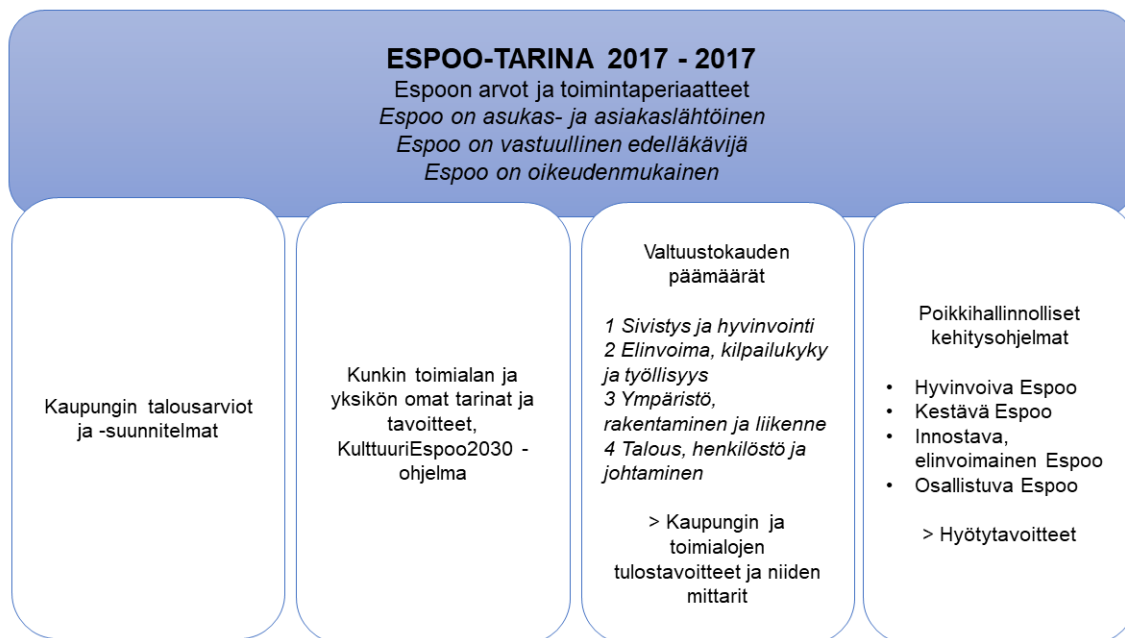 ESPOO-TARINA 2017 - 2017
Espoon arvot ja toimintaperiaatteet
Espoo on asukas- ja asiakaslähtöinen
Espoo on vastuullinen edelläkävijä
Espoo on oikeudenmukainen
Kaupungin talousarviot
ja -suunnitelmat
Kunkin toimialan ja
yksikön omat tarinat ja
tavoitteet,
KulttuuriEspoo2030 -
ohjelma
Valtuustokauden
päämäärät
1 Sivistys ja hyvinvointi
2 Elinvoima, kilpailukyky
ja työllisyys
3 Ympäristö,
rakentaminen ja liikenne
4 Talous, henkilöstö ja
johtaminen
> Kaupungin ja
toimialojen
tulostavoitteet ja niiden
mittarit
Poikkihallinnolliset
kehitysohjelmat
• Hyvinvoiva Espoo
• Kestävä Espoo
• Innostava,
elinvoimainen Espoo
• Osallistuva Espoo
> Hyötytavoitteet